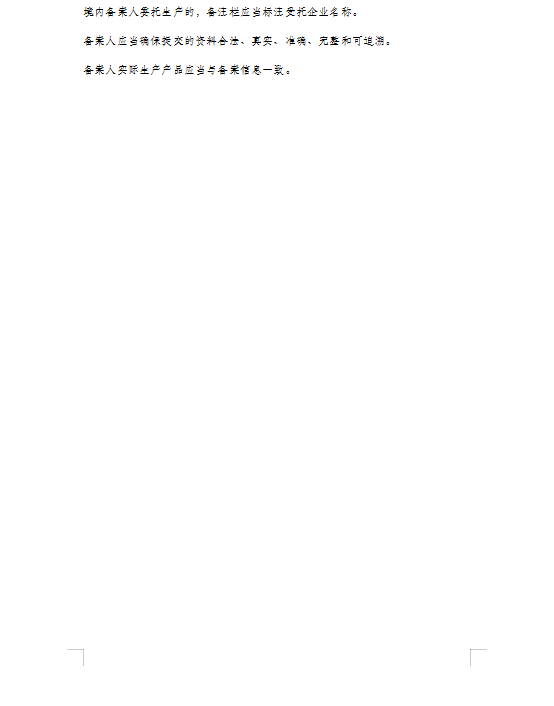 境内备案人委托生产的，备注栏应当标注受托企业名称。
备案人应当确保提交的资料合法、真实、准确、完整和可追溯。
备案人实际生产产品应当与备案信息一致。